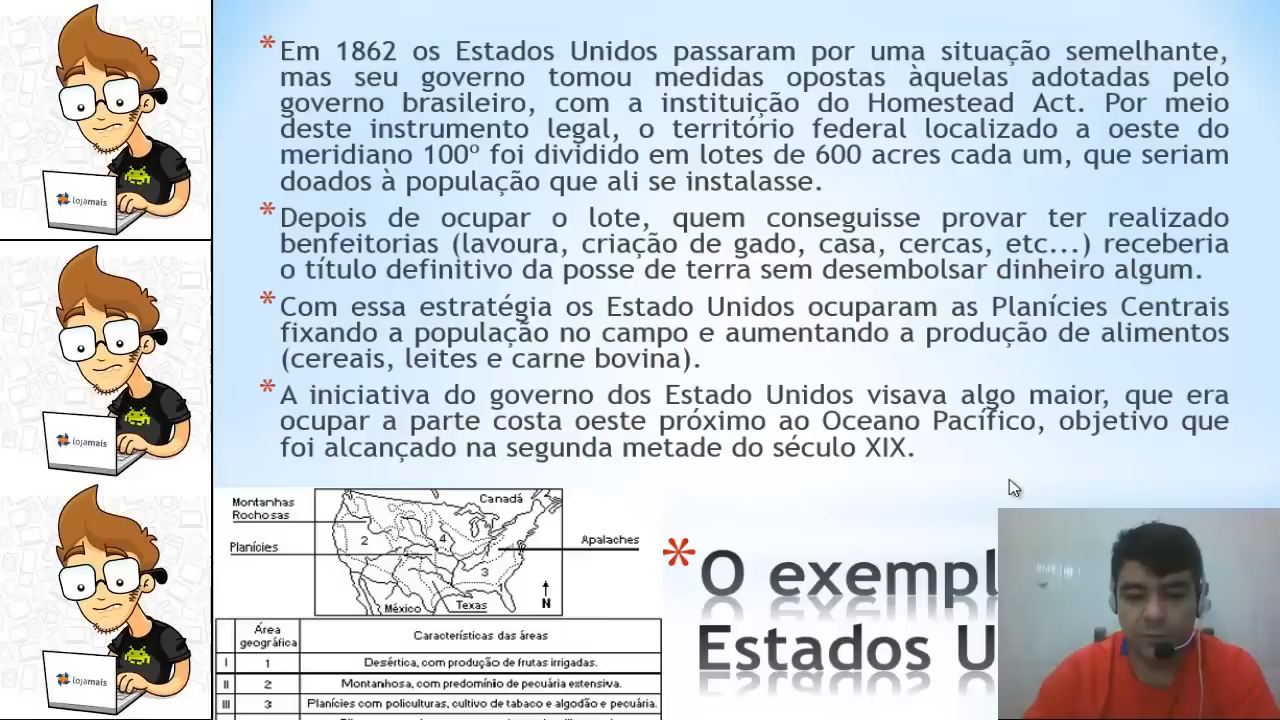 * Em 1862 os Estados Unidos passaram por uma situação semelhante,
mas seu governo tomou medidas opostas àquelas adotadas pelo
governo brasileiro, com a instituição do Homestead Act. Por meio
deste instrumento legal, o território federal localizado a oeste do
meridiano 100º foi dividido em lotes de 600 acres cada um, que seriam
doados à população que ali se instalasse.
* Depois de ocupar o lote, quem conseguisse provar ter realizado
benfeitorias (lavoura, criação de gado, casa, cercas, etc...) receberia
o título definitivo da posse de terra sem desembolsar dinheiro algum.
* Com essa estratégia os Estado Unidos ocuparam as Planícies Centrais
fixando a população no campo e aumentando a produção de alimentos
(cereais, leites e carne bovina).
* A iniciativa do governo dos Estado Unidos visava algo maior, que era
ocupar a parte costa oeste próximo ao Oceano Pacífico, objetivo que
foi alcançado na segunda metade do século XIX.
Montanhas
Rochosas
Planícies
Canadá
Apalaches
2
4
3
México
Texas
N
Área
geográfica
Características das áreas
I 1 Desértica, com produção de frutas irrigadas.
II 2 Montanhosa, com predomínio de pecuária extensiva.
III 3 Planícies com policulturas, cultivo de tabaco e algodão e pecuária.
* O exempl
Estados U
lojamais
lojamais
lojamais